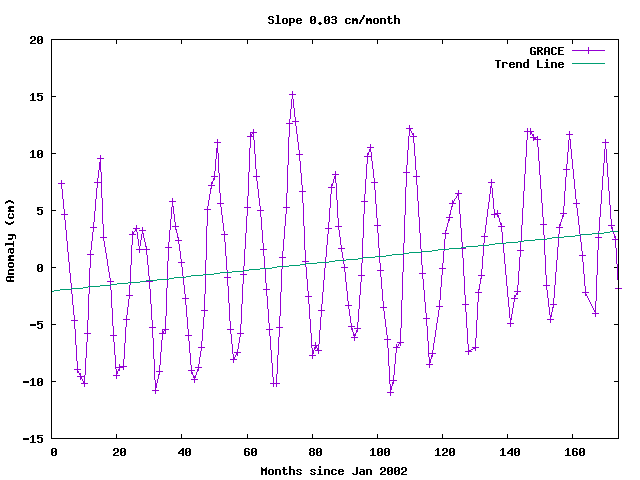 Slope 0.03 cm/month
20
GRACE
Trend Line
15
10
5
0
-5
-10
-15
Anomaly (cm)
0 20 40 60 80 100 120 140 160
Months since Jan 2002